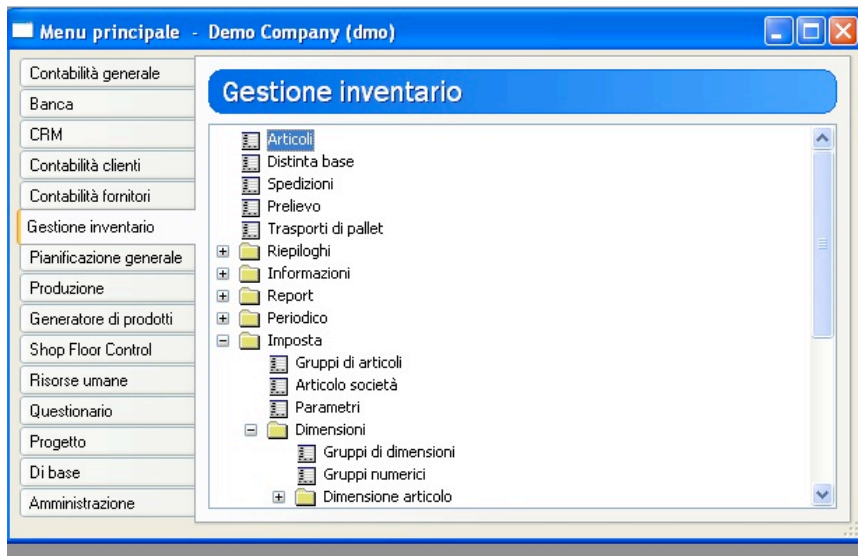 Menu principale - Demo Company (dmo)
Contabilità generale
Banca
CRM
Contabilità clienti
Contabilità fornitori
Gestione inventario
Pianificazione generale
Produzione
Generatore di prodotti
Shop Floor Control
Risorse umane
Questionario
Progetto
Di base
Amministrazione
Gestione inventario
Articoli
Distinta base
Spedizioni
Prelievo
Trasporti di pallet
Riepiloghi
Informazioni
Report
Periodico
Imposta
Gruppi di articoli
Articolo società
Parametri
Dimensioni
Gruppi di dimensioni
Gruppi numerici
Dimensione articolo